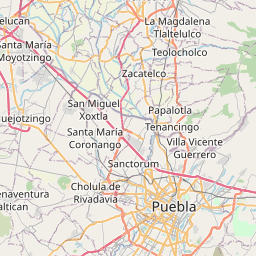 elucan
La Magdalena
Tlaltelulco
Santa María
Moyotzingo
Teolocholco
Zacatelco
San Miguel
Xoxtla
Papalotla
uejotzingo
Tenancingo
Santa María
Coronango
Villa Vicente
Guerrero
Sanctorum
Cholula de
Rivadavia
enaventura
altican
Puebla